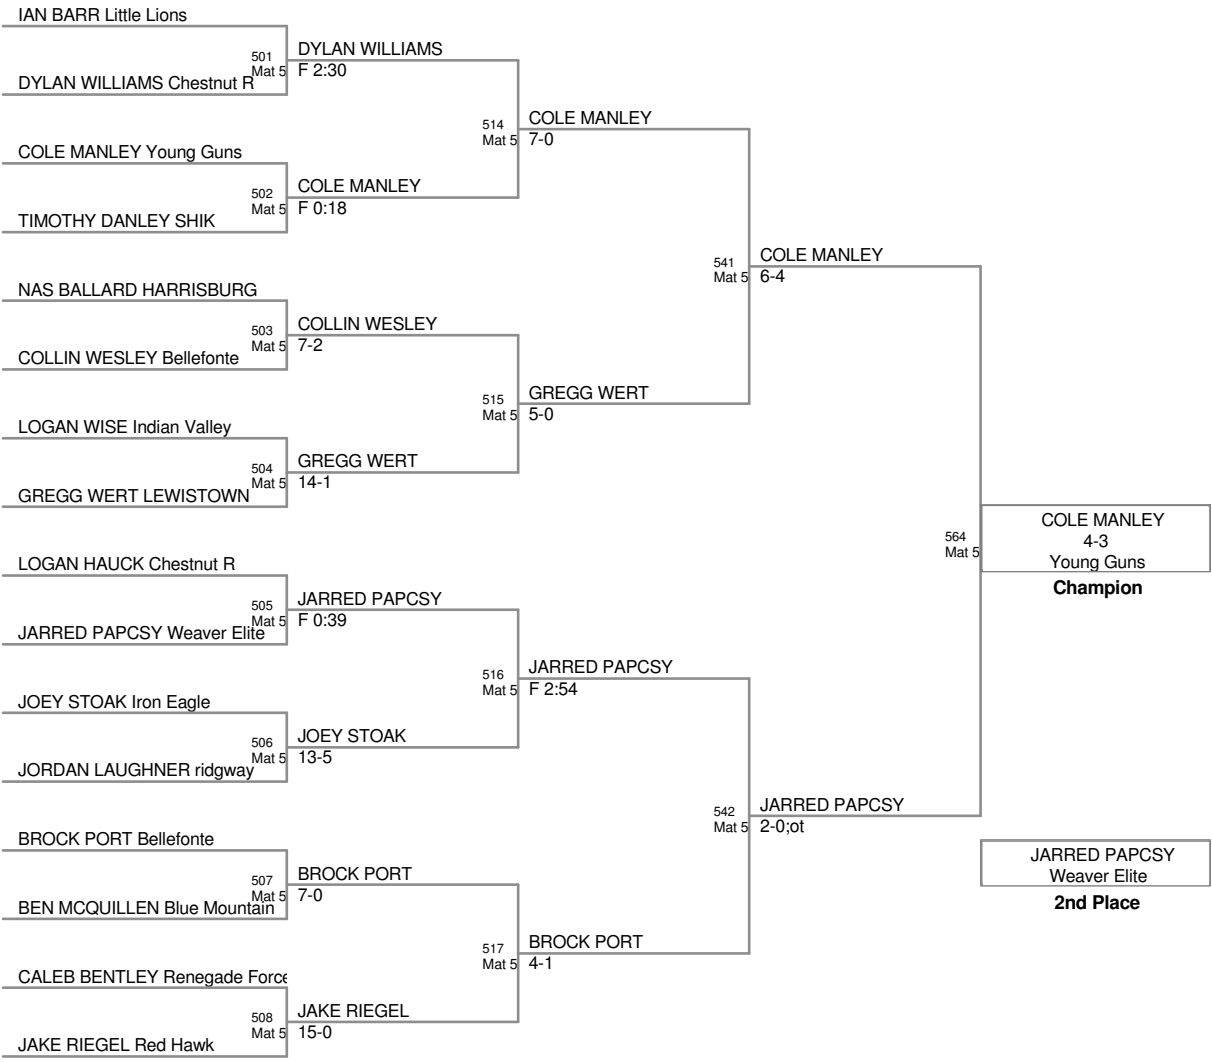 IAN BARR Little Lions
501
Mat 5
DYLAN WILLIAMS
F 2:30
DYLAN WILLIAMS Chestnut R
514
Mat 5
COLE MANLEY
7-0
COLE MANLEY Young Guns
502
Mat 5
COLE MANLEY
F 0:18
TIMOTHY DANLEY SHIK
541
Mat 5
COLE MANLEY
6-4
NAS BALLARD HARRISBURG
503
Mat 5
COLLIN WESLEY
7-2
COLLIN WESLEY Bellefonte
515
Mat 5
GREGG WERT
5-0
LOGAN WISE Indian Valley
504
Mat 5
GREGG WERT
14-1
GREGG WERT LEWISTOWN
564
Mat 5
COLE MANLEY
4-3
Young Guns
Champion
LOGAN HAUCK Chestnut R
505
Mat 5
JARRED PAPCSY
F 0:39
JARRED PAPCSY Weaver Elite
516
Mat 5
JARRED PAPCSY
F 2:54
JOEY STOAK Iron Eagle
506
Mat 5
JOEY STOAK
13-5
JORDAN LAUGHNER ridgway
542
Mat 5
JARRED PAPCSY
2-0;ot
BROCK PORT Bellefonte
507
Mat 5
BROCK PORT
7-0
BEN MCQUILLEN Blue Mountain
JARRED PAPCSY
Weaver Elite
2nd Place
517
Mat 5
BROCK PORT
4-1
CALEB BENTLEY Renegade Force
508
Mat 5
JAKE RIEGEL
15-0
JAKE RIEGEL Red Hawk